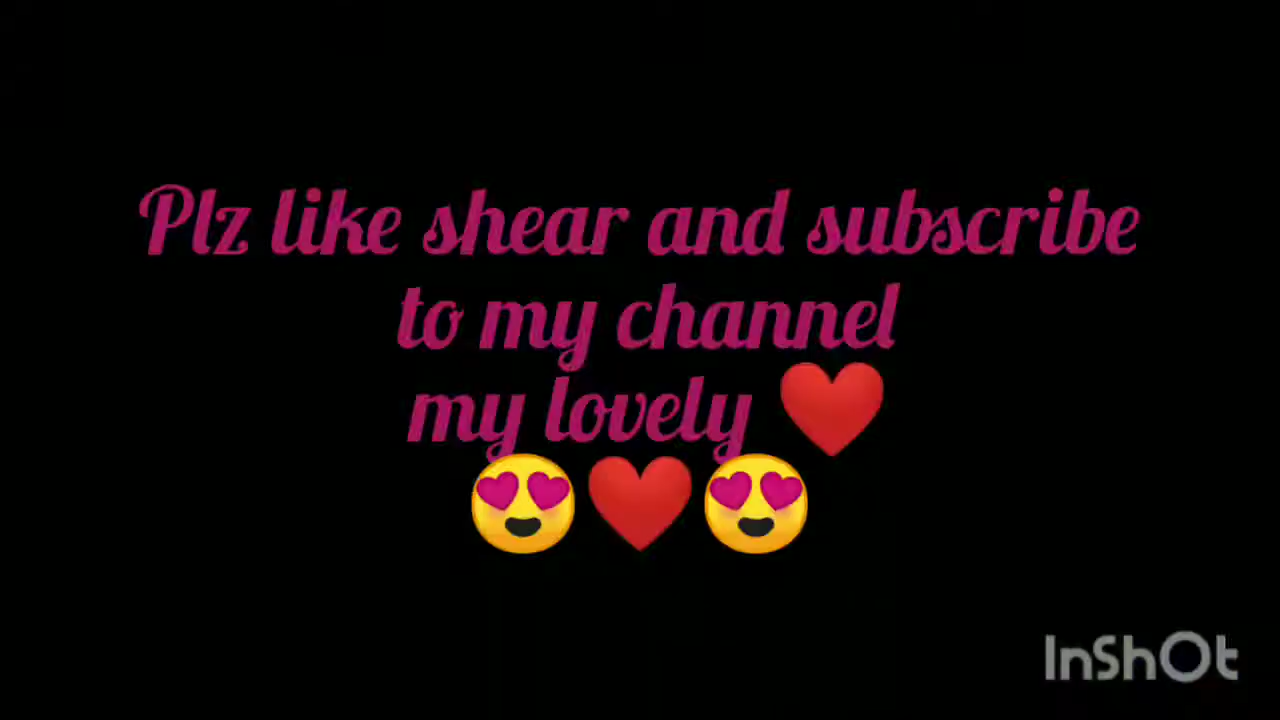 Plz like shear and subscribe
to my channel
my lovely ❤️
😍❤️😍
InShOt